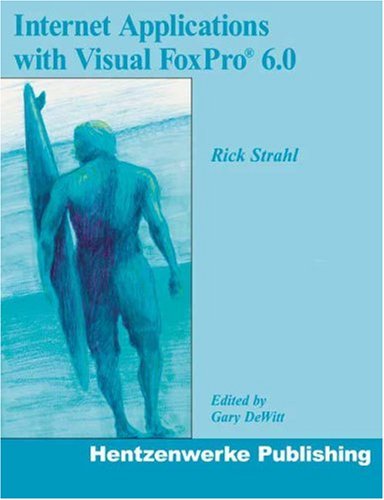 Internet Applications
with Visual FoxPro® 6.0
Rick Strahl
Edited by
Gary DeWitt
Hentzenwerke Publishing